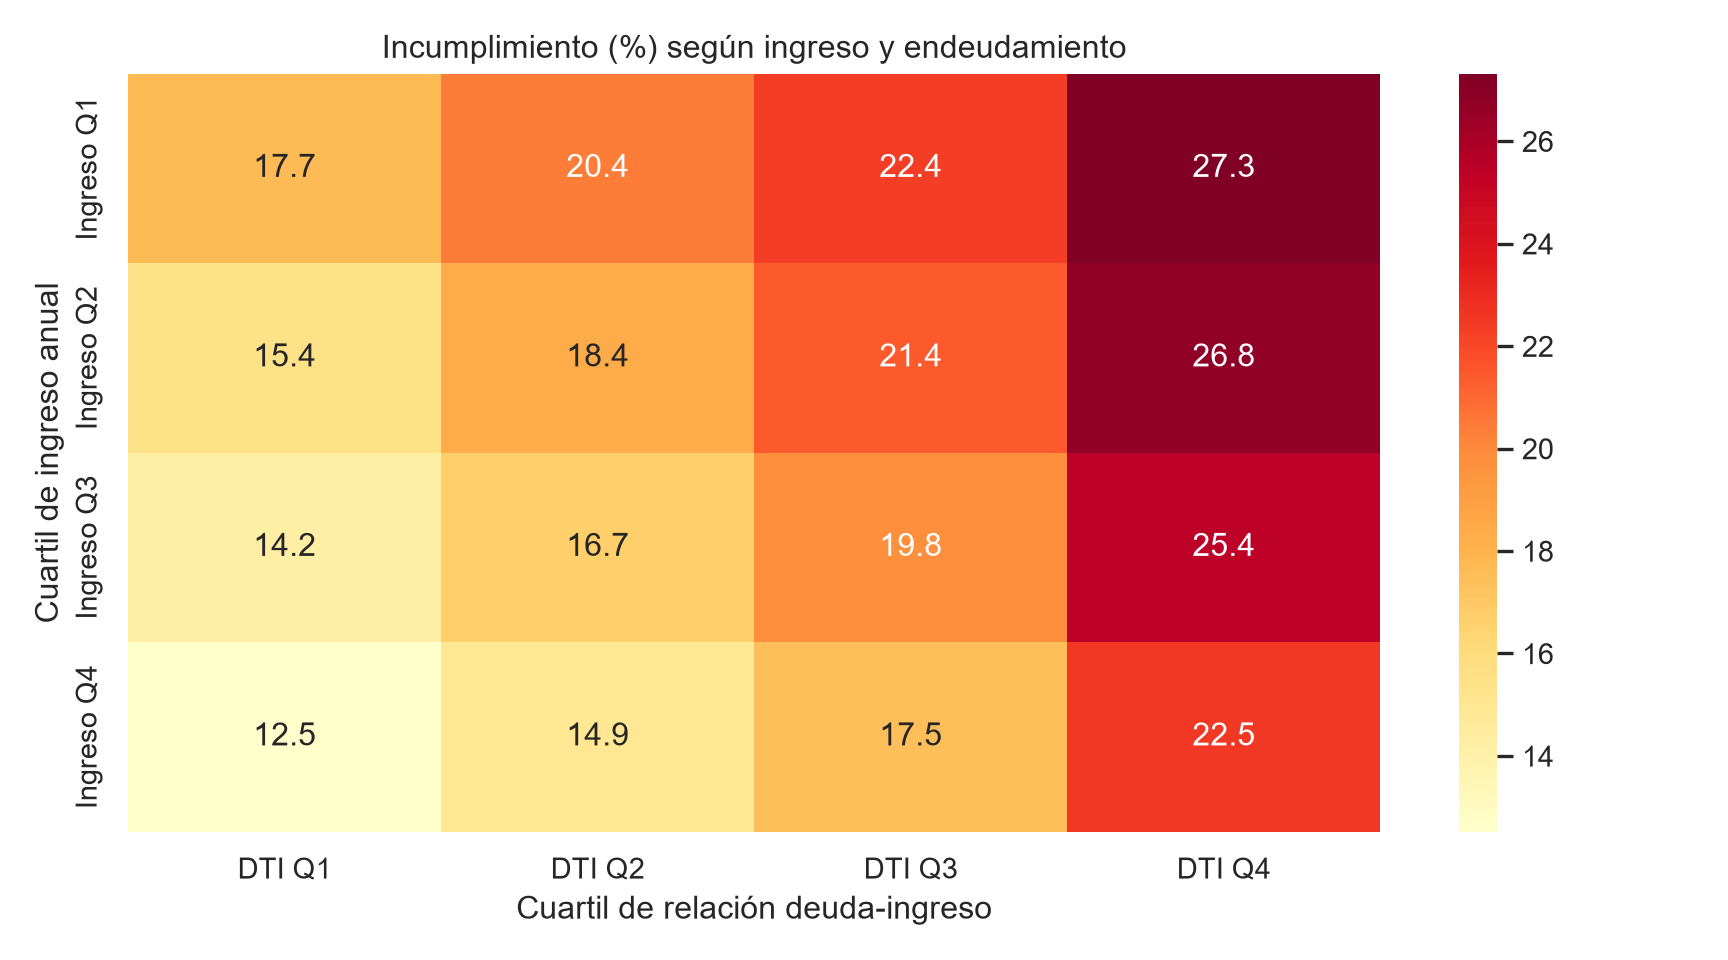 Incumplimiento (%) según ingreso y endeudamiento
Cuartil de ingreso anual
Ingreso Q1
17.7 20.4 22.4 27.3
Ingreso Q2
15.4 18.4 21.4 26.8
Ingreso Q3
14.2 16.7 19.8 25.4
Ingreso Q4
12.5 14.9 17.5 22.5
DTI Q1 DTI Q2 DTI Q3 DTI Q4
Cuartil de relación deuda-ingreso
26
24
22
20
18
16
14